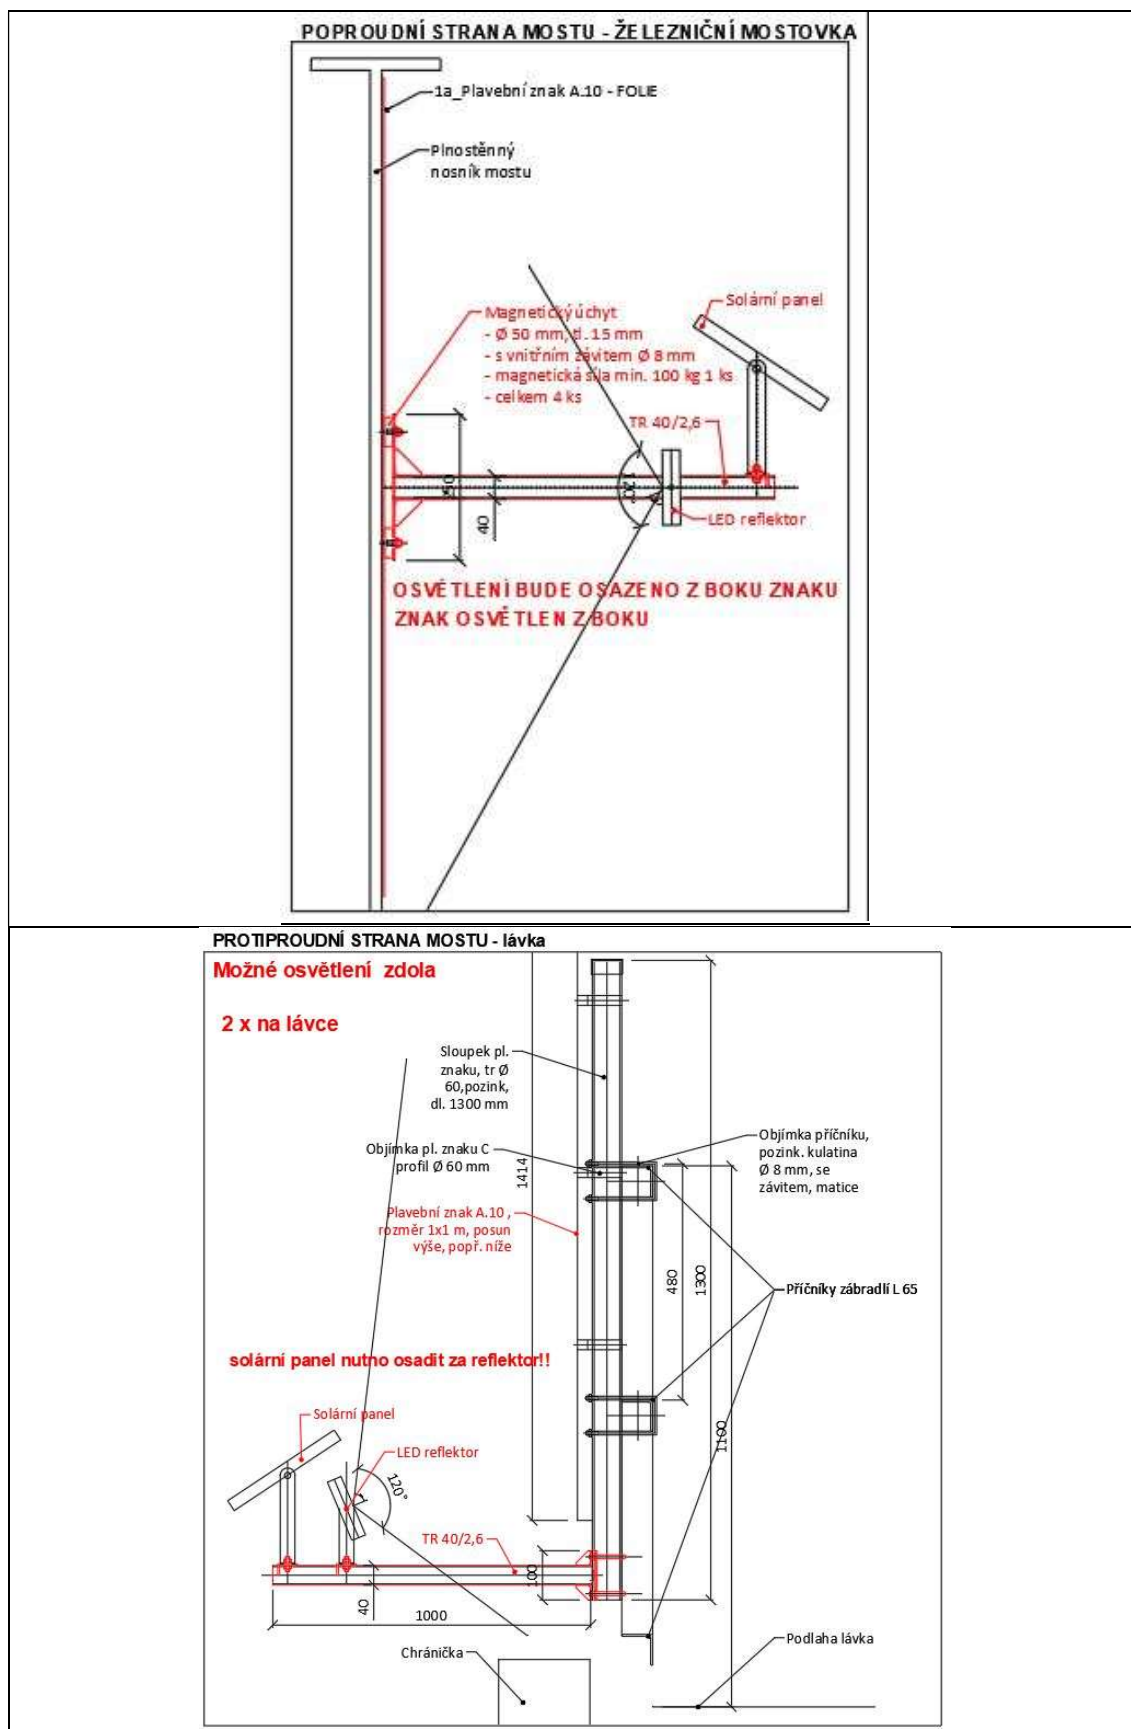 POPROUDNÍ STRANA MOSTU - ŽELEZNIČNÍ MOSTOVKA
1a_Plavební znak A.10 - FOLIE
Plnostěnný
nosník mostu
Solární panel
Magnetický úchyt
- Ø 50 mm, tl. 15 mm
- s vnitřním závitem Ø 8 mm
- magnetická síla min. 100 kg 1 ks
- celkem 4 ks
TR 40/2,6
120°
40
LED reflektor
OSVĚTLENÍ BUDE OSAZENO Z BOKU ZNAKU
ZNAK OSVĚTLEN Z BOKU
PROTIPROUDNÍ STRANA MOSTU - lávka
Možné osvětlení zdola
2 x na lávce
Sloupek pl.
znaku, tr Ø
60,pozink,
dl. 1300 mm
Objímka pl. znaku C
profil Ø 60 mm
1414
Objímka příčníku,
pozink. kulatina
Ø 8 mm, se
závitem, matice
Plavební znak A.10 ,
rozměr 1x1 m, posun
výše, popř. níže
480
1300
Příčníky zábradlí L 65
solární panel nutno osadit za reflektor!!
Solární panel
LED reflektor
120°
1100
TR 40/2,6
100
40
1000
Chránička
Podlaha lávka